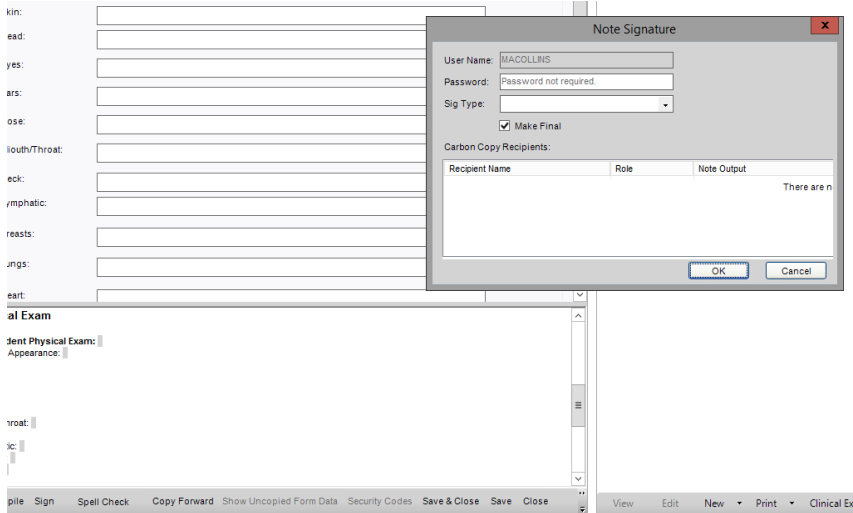 kin:
ead:
yes:
ars:
ose:
louth/Throat:
eck:
ymphatic:
reasts:
ungs:
eart:
Note Signature
x
User Name: MACOLLINS
Password: Password not required.
Sig Type:
Make Final
Carbon Copy Recipients:
Recipient Name Role Note Output
There are n
OK Cancel
al Exam
dent Physical Exam:
Appearance:
hroat:
tic:
pile Sign Spell Check Copy Forward Show Uncopied Form Data Security Codes Save & Close Save Close
View Edit New Print Clinical Ex